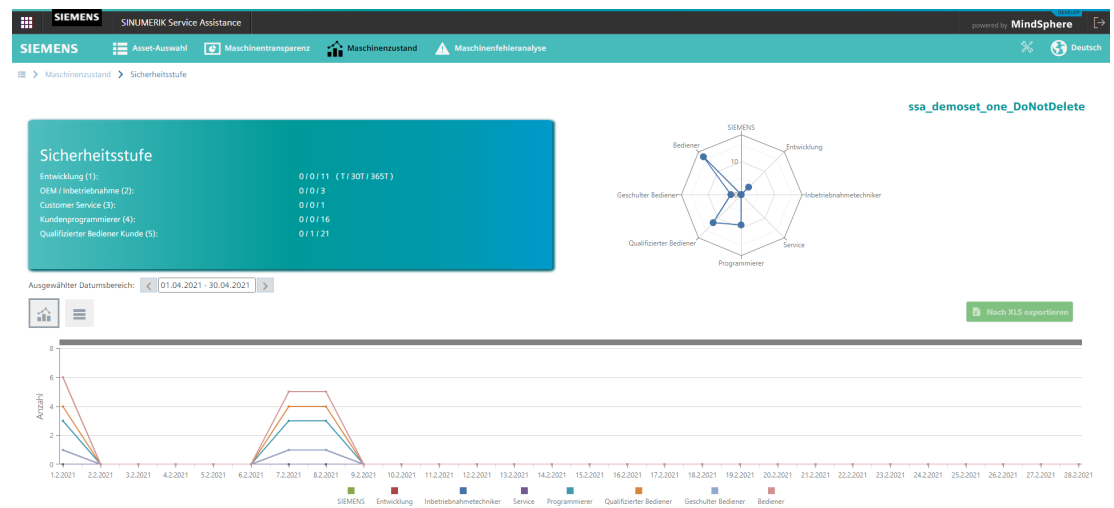 SIEMENS SINUMERIK Service Assistance powered by MindSphere
SIEMENS Asset-Auswahl Maschinentransparenz Maschinenzustand Maschinenfehleranalyse Deutsch
Maschinenzustand Sicherheitsstufe
ssa_demoset_one_DoNotDelete
Sicherheitsstufe
Entwicklung (1): 0 / 0 / 11 ( T / 30T / 365T )
OEM / Inbetriebnahme (2): 0 / 0 / 3
Customer Service (3): 0 / 0 / 1
Kundenprogrammierer (4): 0 / 0 / 16
Qualifizierter Bediener Kunde (5): 0 / 1 / 21
SIEMENS
Bediener Entwicklung
10
Geschulter Bediener Inbetriebnahmetechniker
Qualifizierter Bediener Service
Programmierer
Ausgewählter Datumsbereich: 01.04.2021 - 30.04.2021
Nach XLS exportieren
Anzahl
8
6
4
2
0
1.2.2021 2.2.2021 3.2.2021 4.2.2021 5.2.2021 6.2.2021 7.2.2021 8.2.2021 9.2.2021 10.2.2021 11.2.2021 12.2.2021 13.2.2021 14.2.2021 15.2.2021 16.2.2021 17.2.2021 18.2.2021 19.2.2021 20.2.2021 21.2.2021 22.2.2021 23.2.2021 24.2.2021 25.2.2021 26.2.2021 27.2.2021 28.2.2021
SIEMENS Entwicklung Inbetriebnahmetechniker Service Programmierer Qualifizierter Bediener Geschulter Bediener Bediener